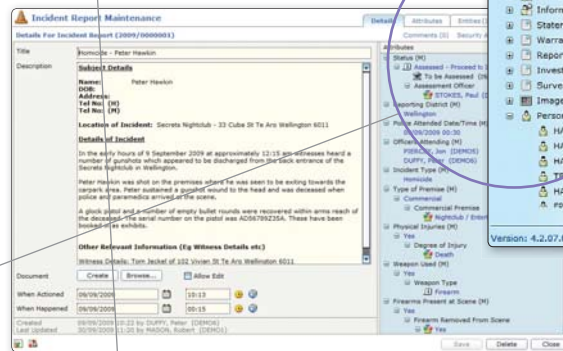 Incident Report Maintenance
Details Attributes Entities
Details For Incident Report (2009/0000001)
Comments (0) Security
Title Homicide - Peter Hawkin
Description
Subject Details
Name: Peter Hawkin
DOB:
Address:
Tel No: (H)
Tel No: (M)
Location of Incident: Secrets Nightclub - 33 Cuba St Te Aro Wellington 6011
Details of Incident
In the early hours of 9 September 2009 at approximately 12:15 am witnesses heard a
number of gunshots which appeared to be discharged from the back entrance of the
Secrets Nightclub in Wellington.
Peter Hawkin was shot on the premises where he was seen to be exiting towards the
carpark area. Peter sustained a gunshot wound to the head and was deceased when
police and paramedics arrived at the scene.
A glock pistol and a number of empty bullet rounds were recovered within arms reach of
the deceased. The serial number on the pistol was AD56789235A. These have been
booked in as exhibits.
Other Relevant Information (Eg Witness Details etc)
Witness Details: Tom Jeckel of 102 Vivian St Te Aro Wellington 6011
Document Create Browse... Allow Edit
When Actioned 09/09/2009 10:13
When Happened 09/09/2009 00:15
Created 09/09/2009 10:22 by DUFFY, Peter (DEMO6)
Last Updated 30/09/2009 11:20 by MASON, Robert (DEMO1)
Attributes
Status (M)
Assessed - Proceed to
To be Assessed
Assessment Officer
STOKES, Paul
Reporting District (M)
Wellington
Police Attended Date/Time (M)
09/09/2009 00:30
Officers Attending (M)
Jon (DEMO5)
DUFFY, Peter (DEMO6)
Incident Type (M)
Homicide
Type of Premise (M)
Commercial
Commercial Premise
Nightclub
Physical Injuries (M)
Yes
Degree of Injury
Death
Weapon Used (M)
Yes
Weapon Type
Firearm
Firearms Present at Scene (M)
Yes
Firearm Removed From Scene
Yes
Save Delete Close
Inform
Statem
Warra
Repor
Invest
Surve
Image
Person
HA
HA
HA
HA
Version: 4.2.07.